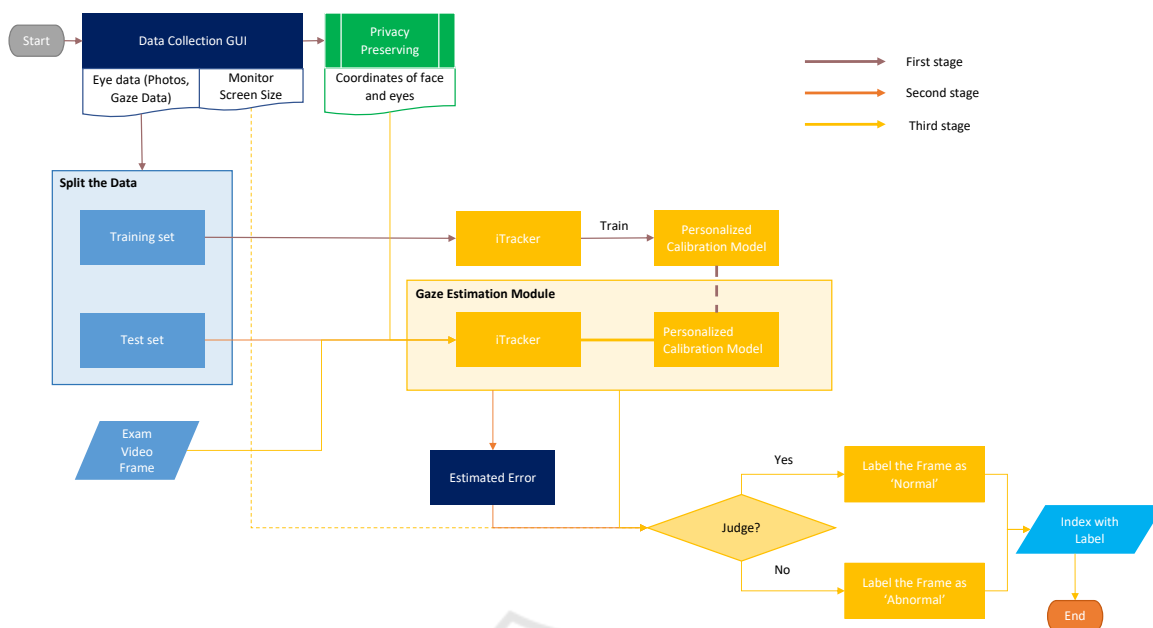 Start
Data Collection GUI
Eye data (Photos,
Gaze Data)
Monitor
Screen Size
Privacy
Preserving
Coordinates of face
and eyes
First stage
Second stage
Third stage
Split the Data
Training set
Test set
iTracker
Train
Personalized
Calibration Model
Gaze Estimation Module
iTracker
Personalized
Calibration Model
Exam
Video
Frame
Estimated Error
Judge?
Yes
No
Label the Frame as
‘Normal’
Label the Frame as
‘Abnormal’
Index with
Label
End